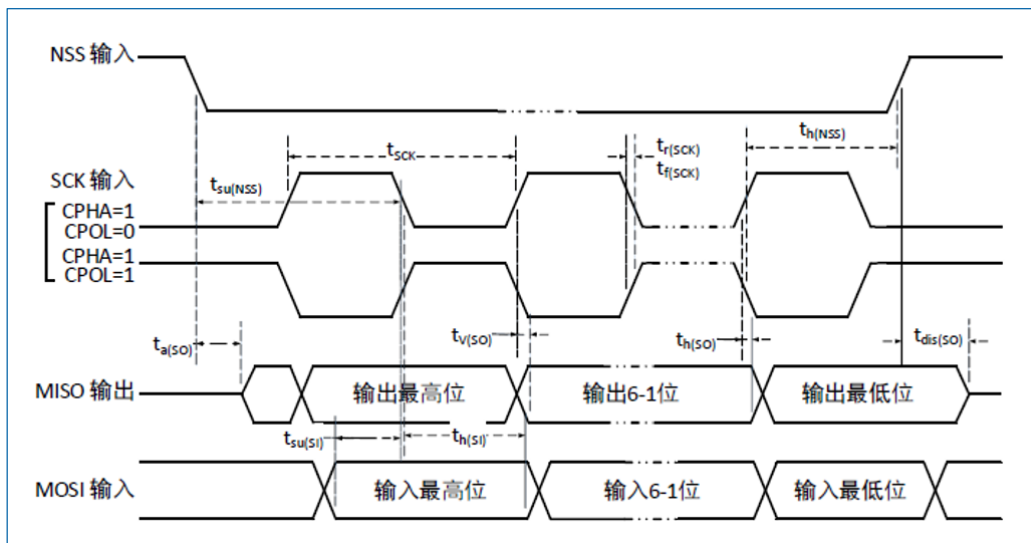 NSS 输入
t_h(NSS)
t_SCK
t_r(SCK)
t_f(SCK)
SCK 输入
t_su(NSS)
CPHA=1
CPOL=0
CPHA=1
CPOL=1
t_a(SO)
t_v(SO)
t_h(SO)
t_dis(SO)
MISO 输出
输出最高位
输出6-1位
输出最低位
t_su(SI)
t_h(SI)
MOSI 输入
输入最高位
输入6-1位
输入最低位